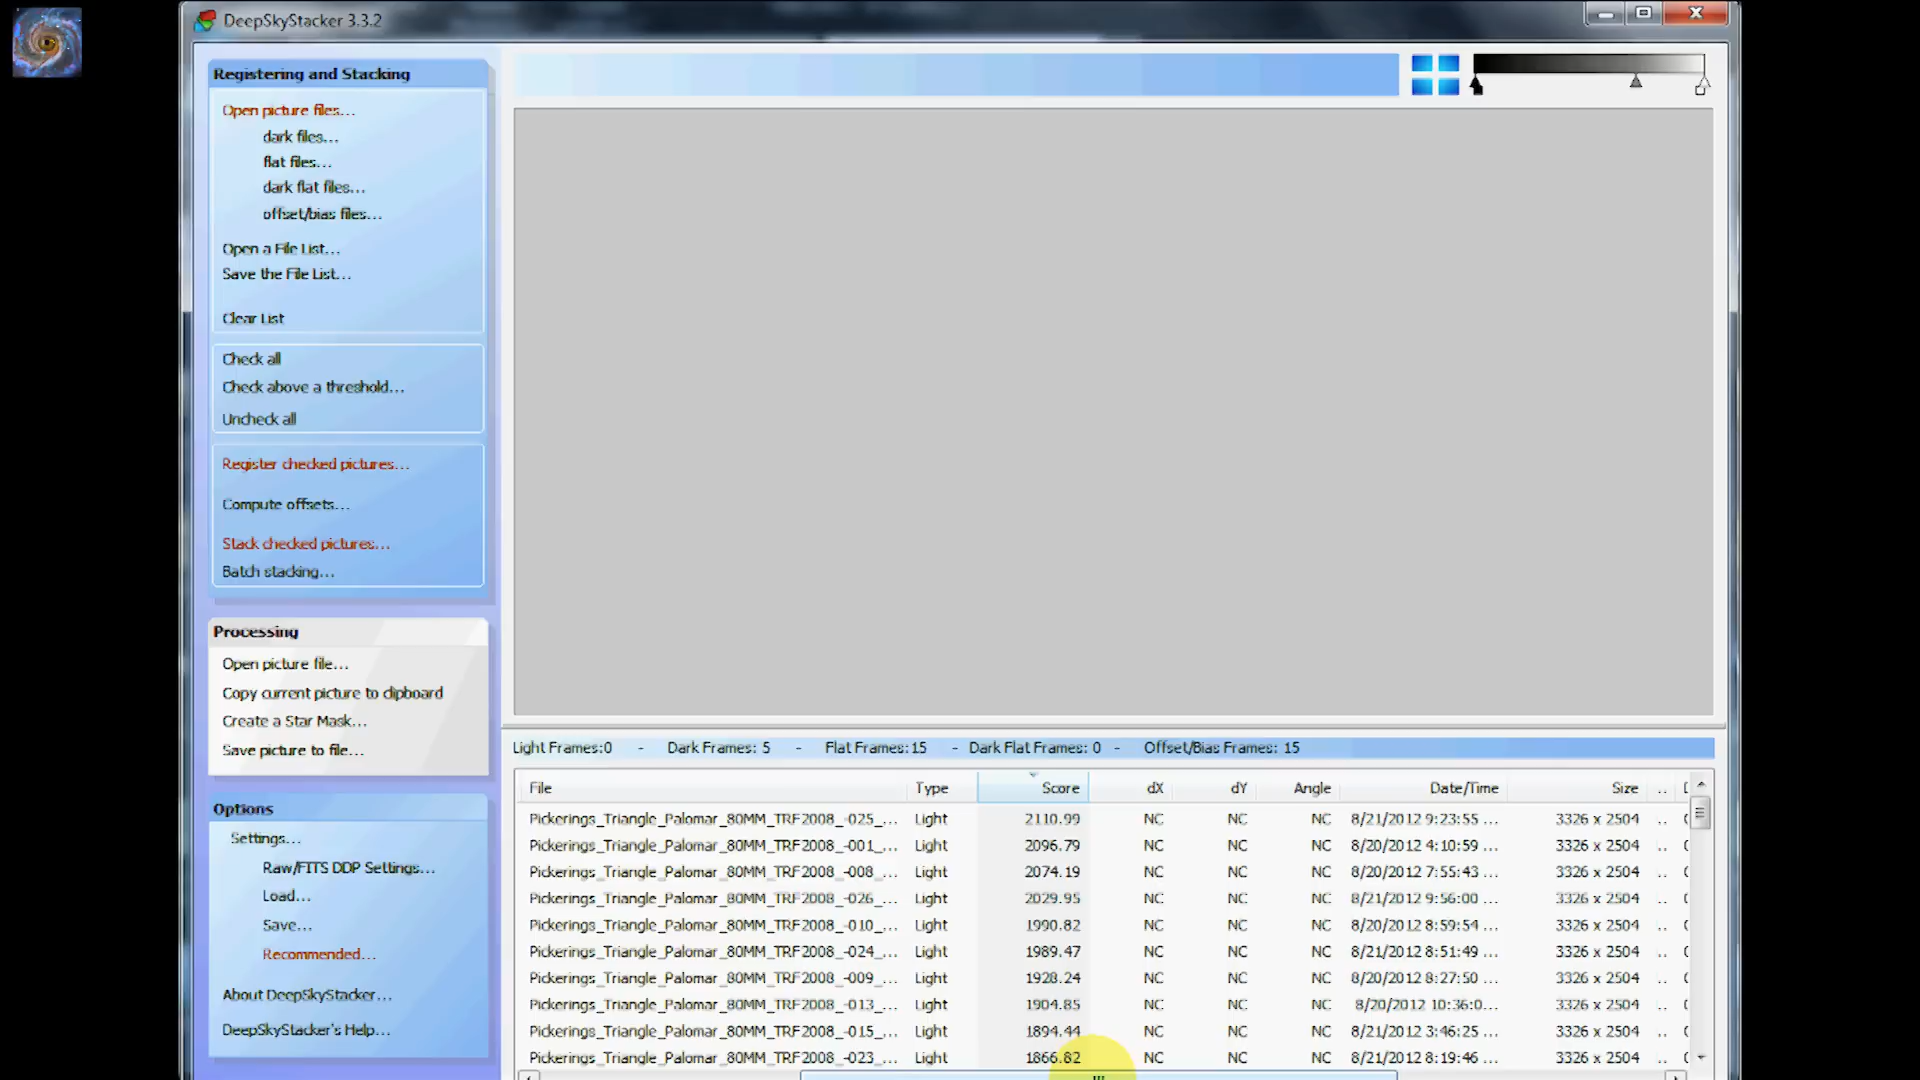 DeepSkyStacker 3.3.2
Registering and Stacking
Open picture files...
dark files...
flat files...
dark flat files...
offset/bias files...
Open a File List...
Save the File List...
Clear List
Check all
Check above a threshold...
Uncheck all
Register checked pictures...
Compute offsets...
Stack checked pictures...
Batch stacking...
Processing
Open picture file...
Copy current picture to clipboard
Create a Star Mask...
Save picture to file...
Options
Settings...
Raw/FITS DDP Settings...
Load...
Save...
Recommended...
About DeepSkyStacker...
DeepSkyStacker's Help...
Light Frames:0 - Dark Frames: 5 - Flat Frames:15 - Dark Flat Frames: 0 - Offset/Bias Frames: 15
File Type Score dX dY Angle Date/Time Size ..
Pickerings_Triangle_Palomar_80MM_TRF2008_-025_... Light 2110.99 NC NC NC 8/21/2012 9:23:55 ... 3326 x 2504 ..
Pickerings_Triangle_Palomar_80MM_TRF2008_-001_... Light 2096.79 NC NC NC 8/20/2012 4:10:59 ... 3326 x 2504 ..
Pickerings_Triangle_Palomar_80MM_TRF2008_-008_... Light 2074.19 NC NC NC 8/20/2012 7:55:43 ... 3326 x 2504 ..
Pickerings_Triangle_Palomar_80MM_TRF2008_-026_... Light 2029.95 NC NC NC 8/21/2012 9:56:00 ... 3326 x 2504 ..
Pickerings_Triangle_Palomar_80MM_TRF2008_-010_... Light 1990.82 NC NC NC 8/20/2012 8:59:54 ... 3326 x 2504 ..
Pickerings_Triangle_Palomar_80MM_TRF2008_-024_... Light 1989.47 NC NC NC 8/21/2012 8:51:49 ... 3326 x 2504 ..
Pickerings_Triangle_Palomar_80MM_TRF2008_-009_... Light 1928.24 NC NC NC 8/20/2012 8:27:50 ... 3326 x 2504 ..
Pickerings_Triangle_Palomar_80MM_TRF2008_-013_... Light 1904.85 NC NC NC 8/20/2012 10:36:0... 3326 x 2504 ..
Pickerings_Triangle_Palomar_80MM_TRF2008_-015_... Light 1894.44 NC NC NC 8/21/2012 3:46:25 ... 3326 x 2504 ..
Pickerings_Triangle_Palomar_80MM_TRF2008_-023_... Light 1866.82 NC NC NC 8/21/2012 8:19:46 ... 3326 x 2504 ..